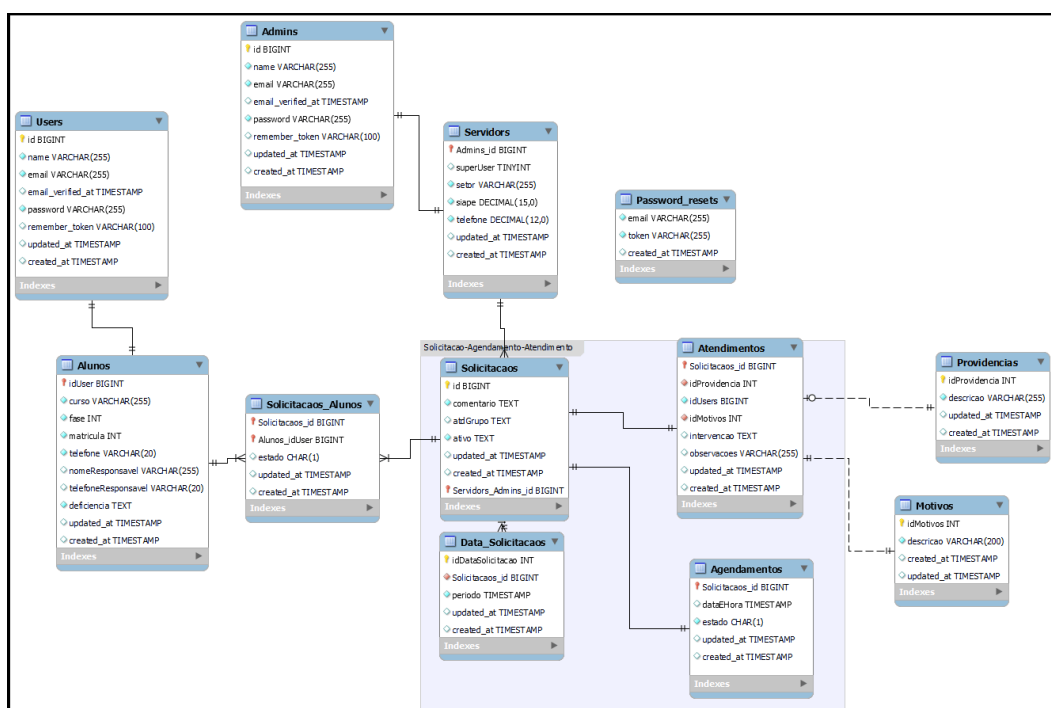 Admins
id BIGINT
name VARCHAR(255)
email VARCHAR(255)
email_verified_at TIMESTAMP
password VARCHAR(255)
remember_token VARCHAR(100)
updated_at TIMESTAMP
created_at TIMESTAMP
Indexes
Users
id BIGINT
name VARCHAR(255)
email VARCHAR(255)
email_verified_at TIMESTAMP
password VARCHAR(255)
remember_token VARCHAR(100)
updated_at TIMESTAMP
created_at TIMESTAMP
Indexes
Servidors
Admins_id BIGINT
superUser TINYINT
setor VARCHAR(255)
siape DECIMAL(15,0)
telefone DECIMAL(12,0)
updated_at TIMESTAMP
created_at TIMESTAMP
Indexes
Password_resets
email VARCHAR(255)
token VARCHAR(255)
created_at TIMESTAMP
Indexes
Alunos
idUser BIGINT
curso VARCHAR(255)
fase INT
matricula INT
telefone VARCHAR(20)
nomeResponsavel VARCHAR(255)
telefoneResponsavel VARCHAR(20)
deficiencia TEXT
updated_at TIMESTAMP
created_at TIMESTAMP
Indexes
Solicitacaos_Alunos
Solicitacaos_id BIGINT
Alunos_idUser BIGINT
estado CHAR(1)
updated_at TIMESTAMP
created_at TIMESTAMP
Indexes
Solicitacao-Agendamento-Atendimento
Solicitacaos
id BIGINT
comentario TEXT
atdGrupo TEXT
ativo TEXT
updated_at TIMESTAMP
created_at TIMESTAMP
Servidors_Admins_id BIGINT
Indexes
Atendimentos
Solicitacaos_id BIGINT
idProvidencia INT
idUsers BIGINT
idMotivos INT
intervencao TEXT
observacoes VARCHAR(255)
updated_at TIMESTAMP
created_at TIMESTAMP
Indexes
Providencias
idProvidencia INT
descricao VARCHAR(255)
updated_at TIMESTAMP
created_at TIMESTAMP
Indexes
Motivos
idMotivos INT
descricao VARCHAR(200)
created_at TIMESTAMP
updated_at TIMESTAMP
Indexes
Data_Solicitacaos
idDataSolicitacao INT
Solicitacaos_id BIGINT
periodo TIMESTAMP
updated_at TIMESTAMP
created_at TIMESTAMP
Indexes
Agendamentos
Solicitacaos_id BIGINT
dataEHora TIMESTAMP
estado CHAR(1)
updated_at TIMESTAMP
created_at TIMESTAMP
Indexes